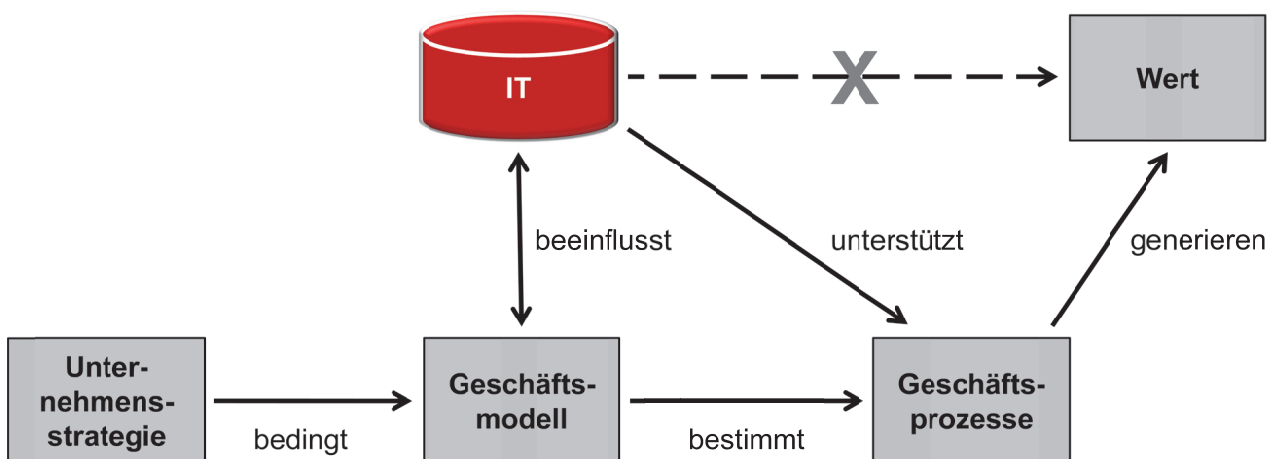 IT
X
Wert
beeinflusst
unterstützt
generieren
Unter-
nehmens-
strategie
bedingt
Geschäfts-
modell
bestimmt
Geschäfts-
prozesse